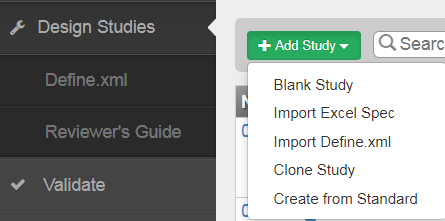 Design Studies
Define.xml
Reviewer's Guide
Validate
Add Study
Searc
Blank Study
Import Excel Spec
Import Define.xml
Clone Study
Create from Standard